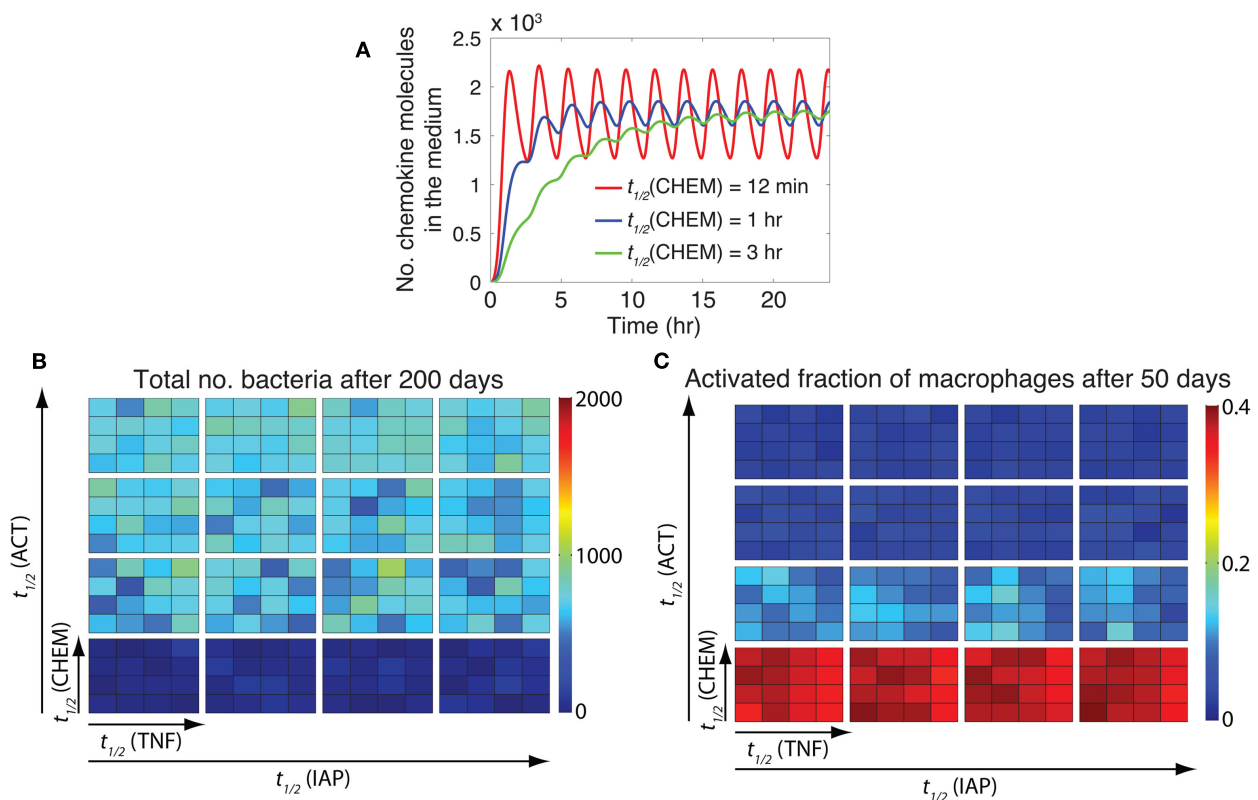 A
x 10³
No. chemokine molecules
in the medium
2.5
2
1.5
1
0.5
0
0 5 10 15 20
Time (hr)
t1/2(CHEM) = 12 min
t1/2(CHEM) = 1 hr
t1/2(CHEM) = 3 hr
B
Total no. bacteria after 200 days
t1/2 (ACT)
t1/2 (CHEM)
t1/2 (TNF)
t1/2 (IAP)
2000
1000
0
C
Activated fraction of macrophages after 50 days
t1/2 (ACT)
t1/2 (CHEM)
t1/2 (TNF)
t1/2 (IAP)
0.4
0.2
0